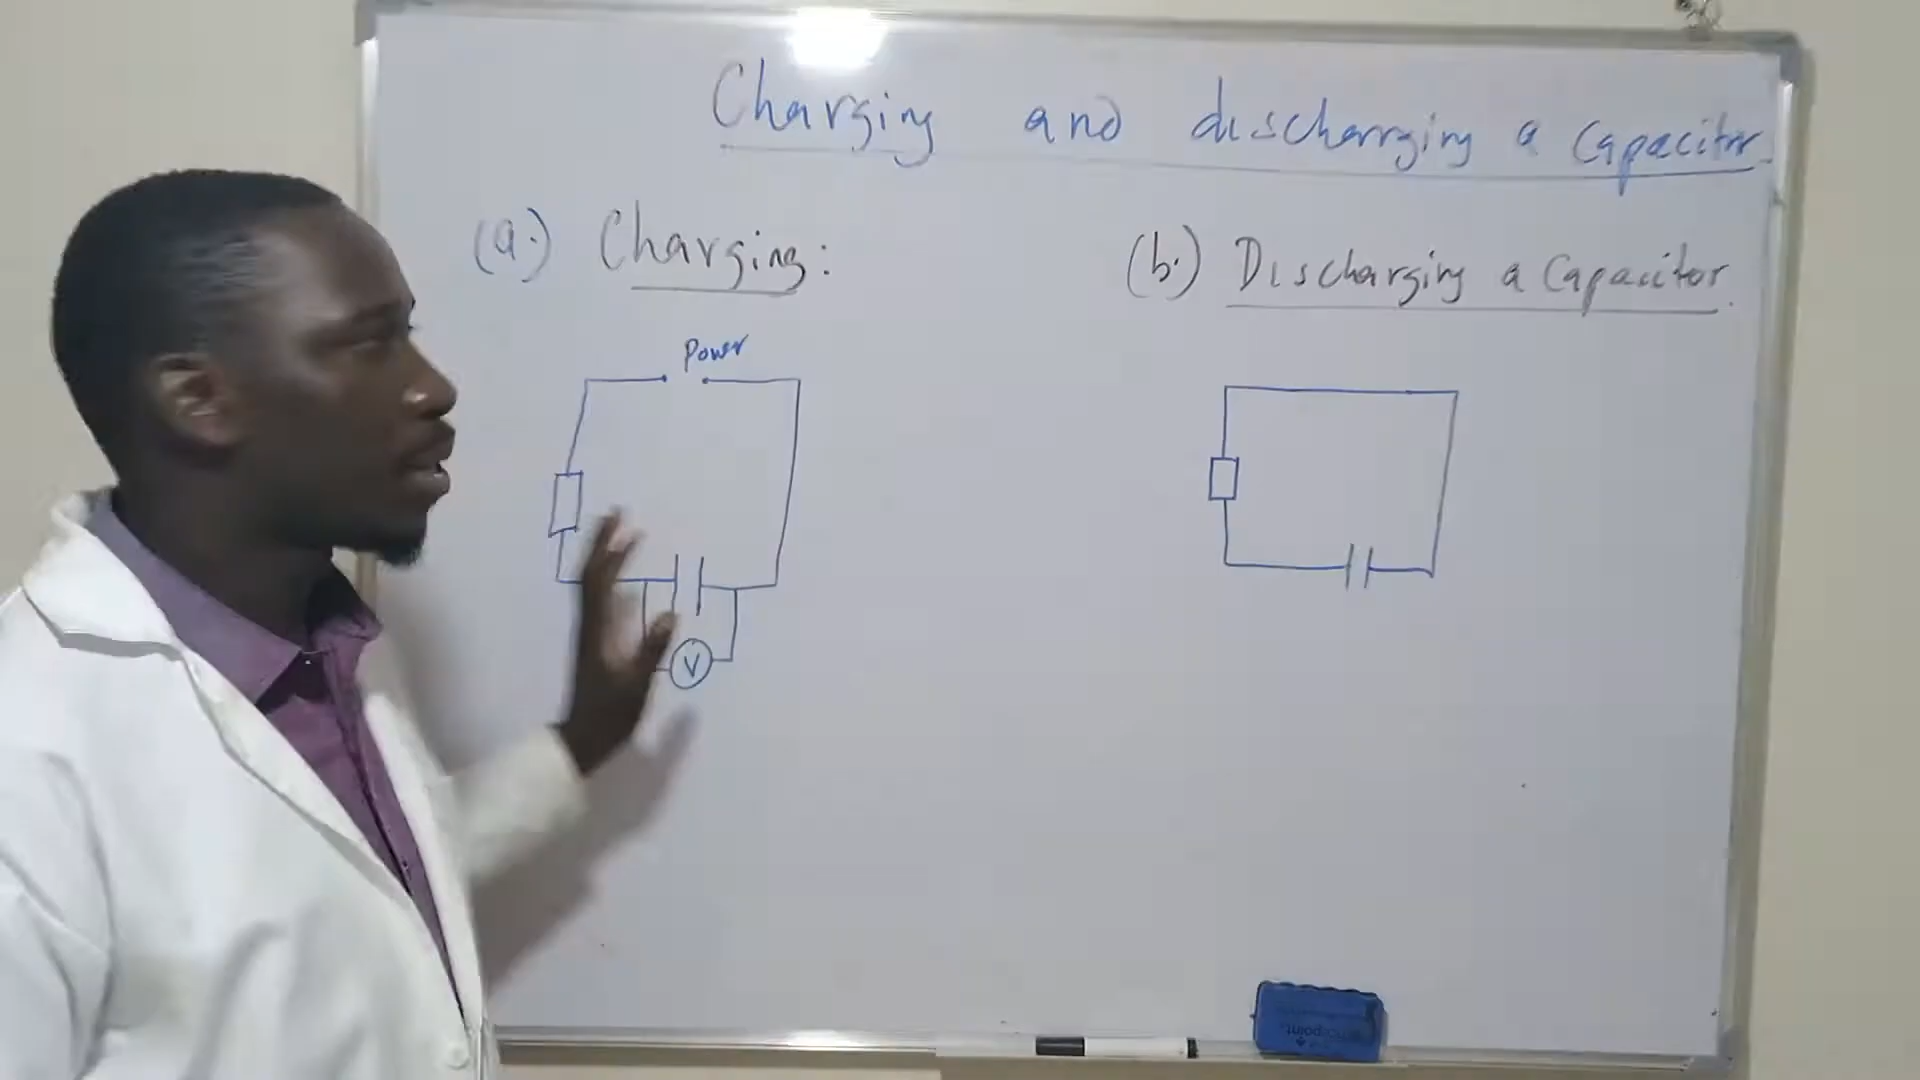 Charging and discharging a capacitor.
(a.) Charging:
(b.) Discharging a Capacitor.
Power
V